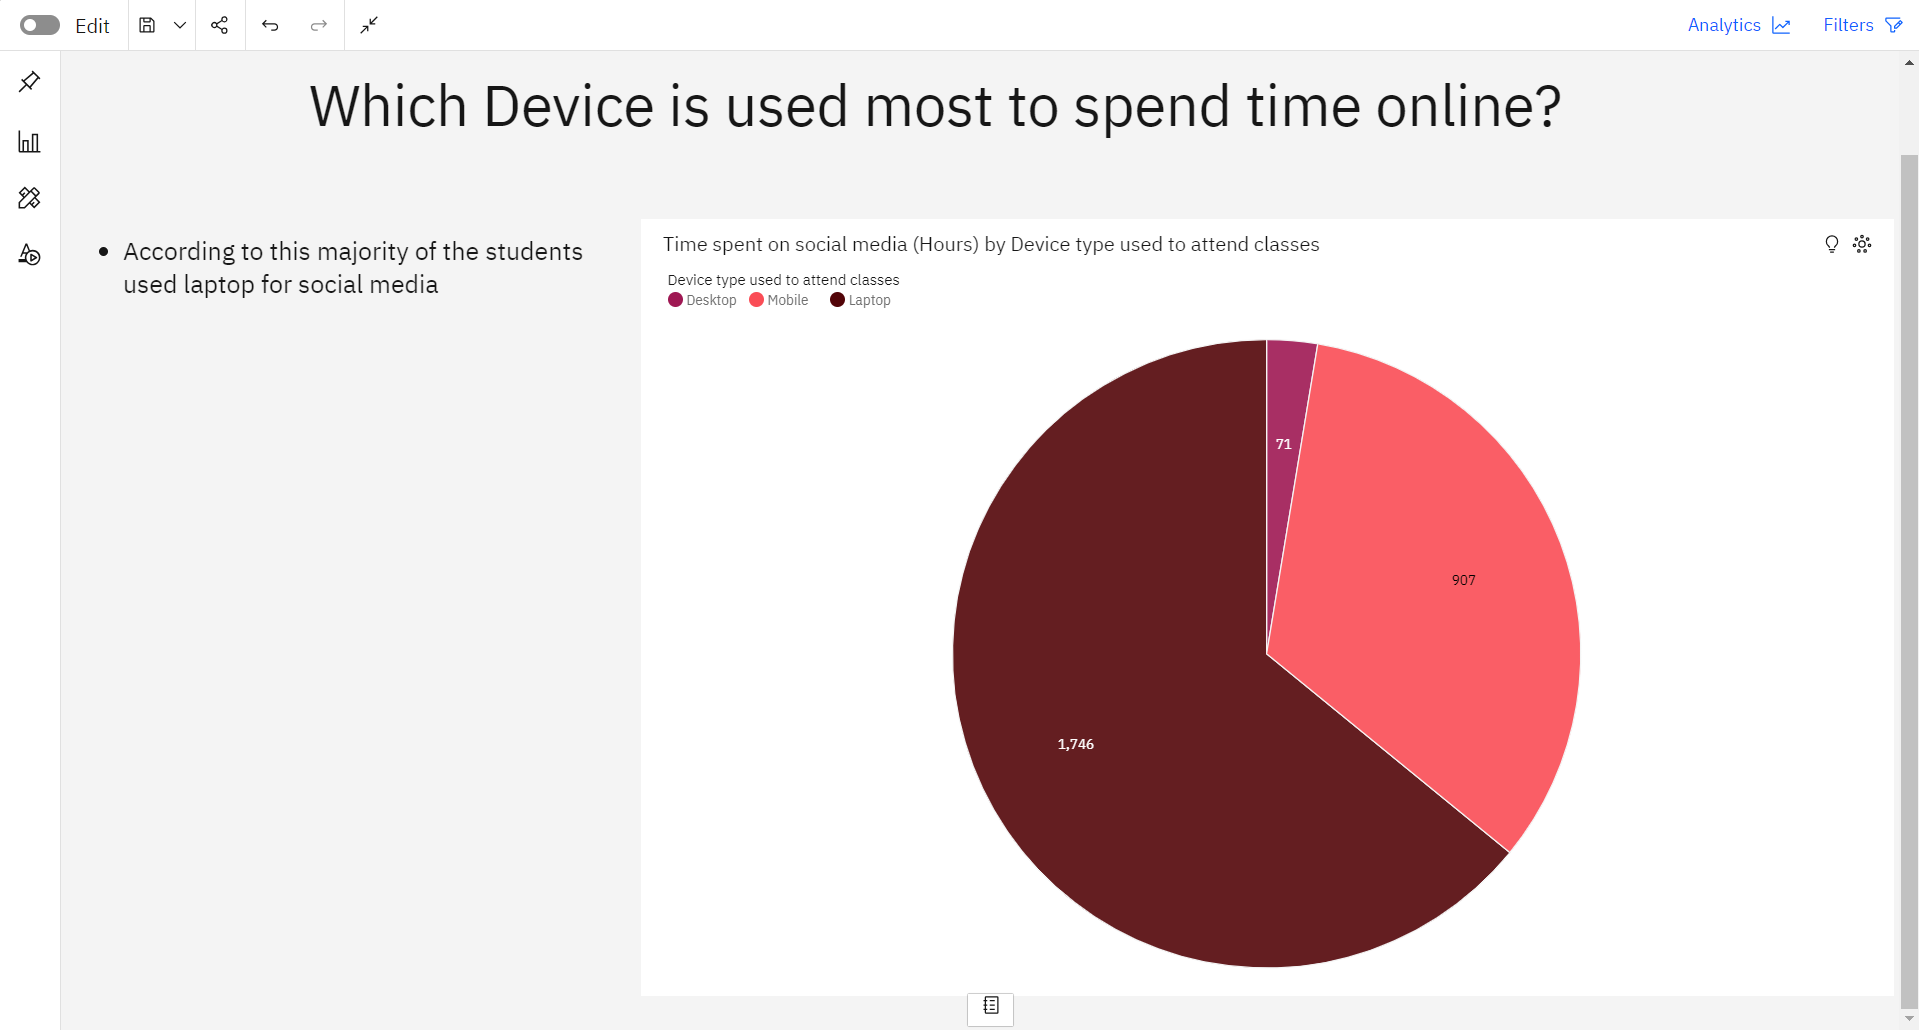 Edit
Analytics
Filters
Which Device is used most to spend time online?
According to this majority of the students
used laptop for social media
Time spent on social media (Hours) by Device type used to attend classes
Device type used to attend classes
Desktop Mobile Laptop
71
907
1,746